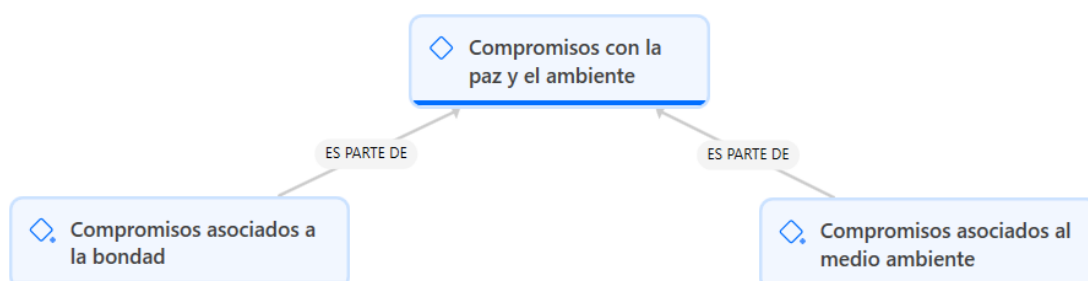 Compromisos con la
paz y el ambiente
ES PARTE DE
ES PARTE DE
Compromisos asociados a
la bondad
Compromisos asociados al
medio ambiente